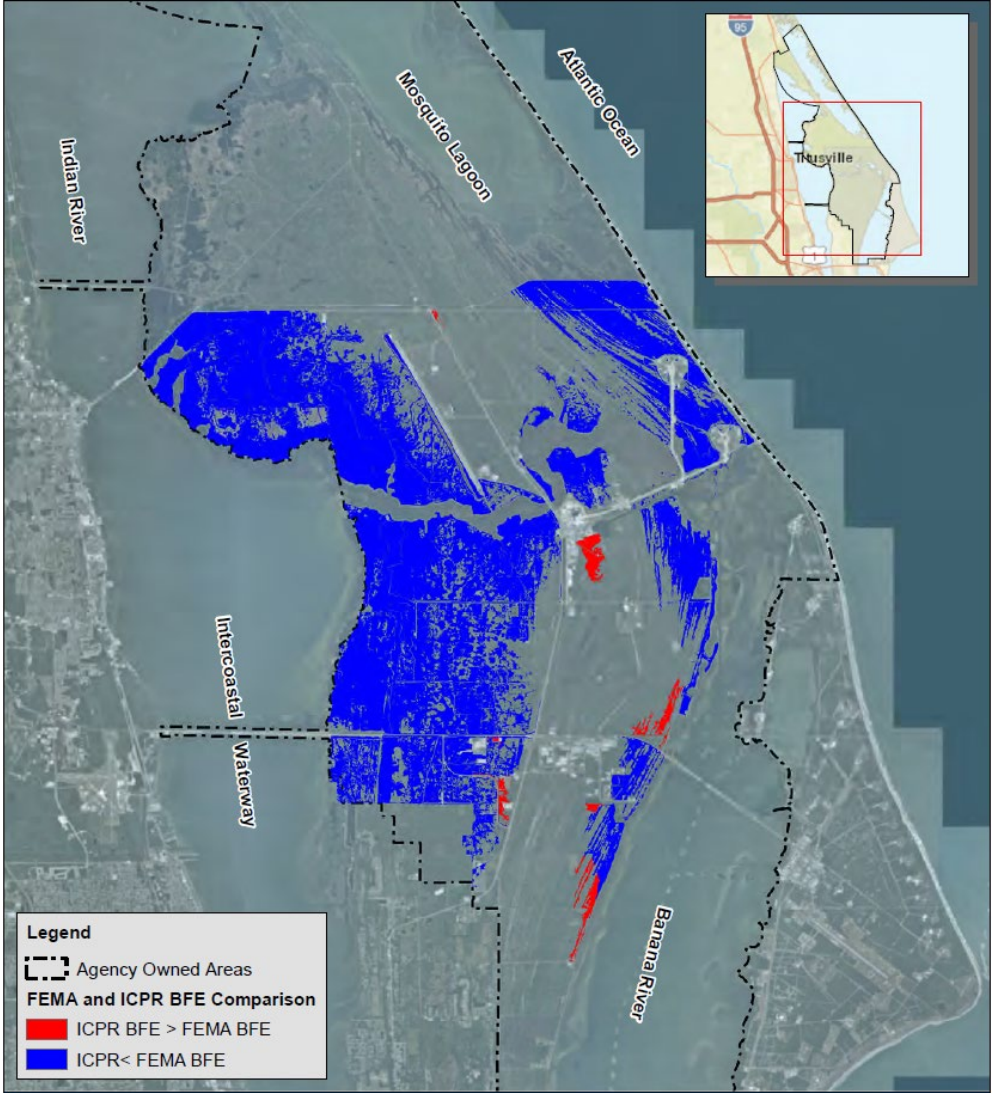 95
Titusville
1
Atlantic Ocean
Mosquito Lagoon
Indian River
Intercoastal
Waterway
Banana River
Legend
Agency Owned Areas
FEMA and ICPR BFE Comparison
ICPR BFE > FEMA BFE
ICPR< FEMA BFE